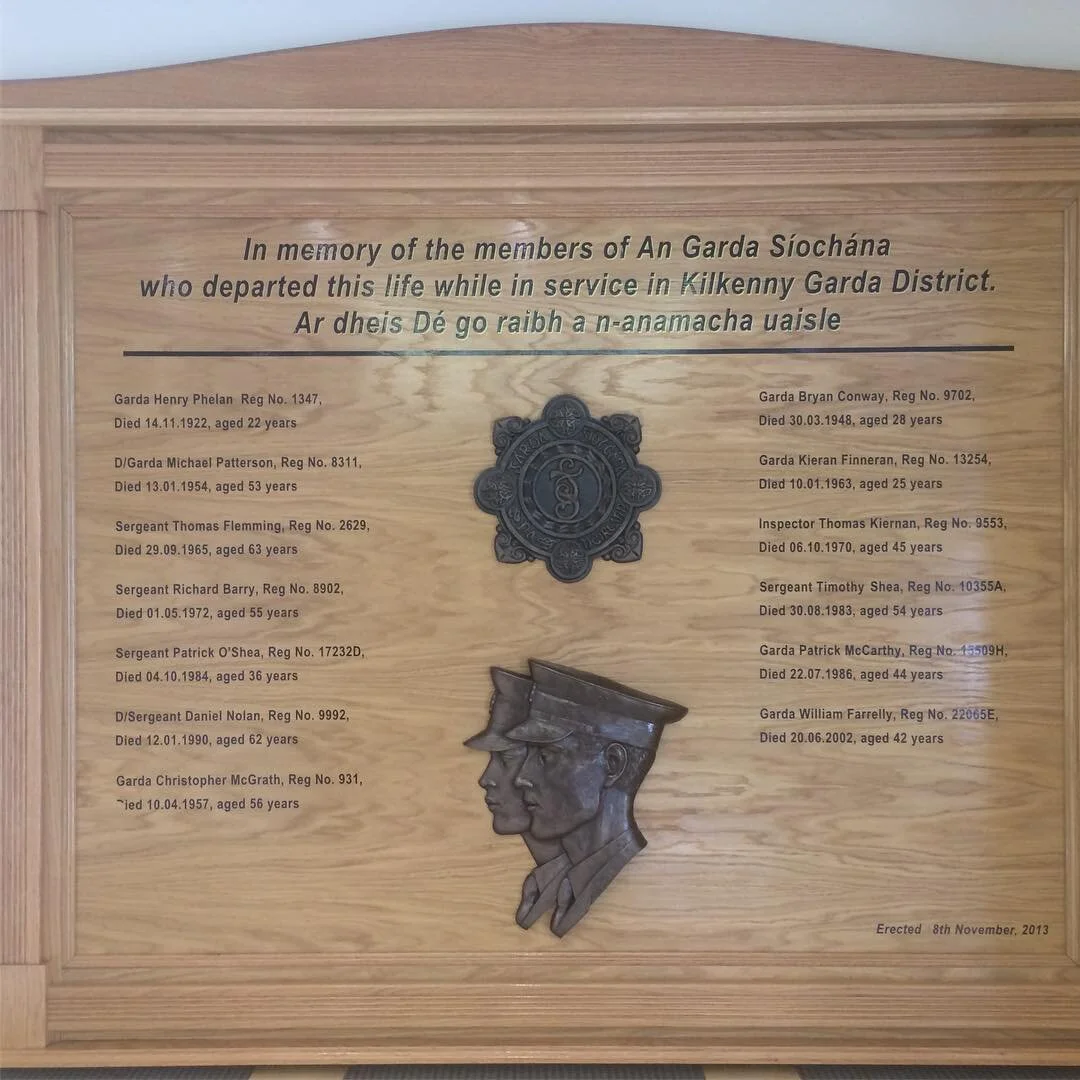 In memory of the members of An Garda Síochána
who departed this life while in service in Kilkenny Garda District.
Ar dheis Dé go raibh a n-anamacha uaisle
Garda Henry Phelan Reg No. 1347,
Died 14.11.1922, aged 22 years
D/Garda Michael Patterson, Reg No. 8311,
Died 13.01.1954, aged 53 years
Sergeant Thomas Flemming, Reg No. 2629,
Died 29.09.1965, aged 63 years
Sergeant Richard Barry, Reg No. 8902,
Died 01.05.1972, aged 55 years
Sergeant Patrick O'Shea, Reg No. 17232D,
Died 04.10.1984, aged 36 years
D/Sergeant Daniel Nolan, Reg No. 9992,
Died 12.01.1990, aged 62 years
Garda Christopher McGrath, Reg No. 931,
Died 10.04.1957, aged 56 years
Garda Bryan Conway, Reg No. 9702,
Died 30.03.1948, aged 28 years
Garda Kieran Finneran, Reg No. 13254,
Died 10.01.1963, aged 25 years
Inspector Thomas Kiernan, Reg No. 9553,
Died 06.10.1970, aged 45 years
Sergeant Timothy Shea, Reg No. 10355A,
Died 30.08.1983, aged 54 years
Garda Patrick McCarthy, Reg No.
Died 22.07.1986, aged 44 years
Garda William Farrelly, Reg No. 22065E,
Died 20.06.2002, aged 42 years
Erected 8th November, 2013